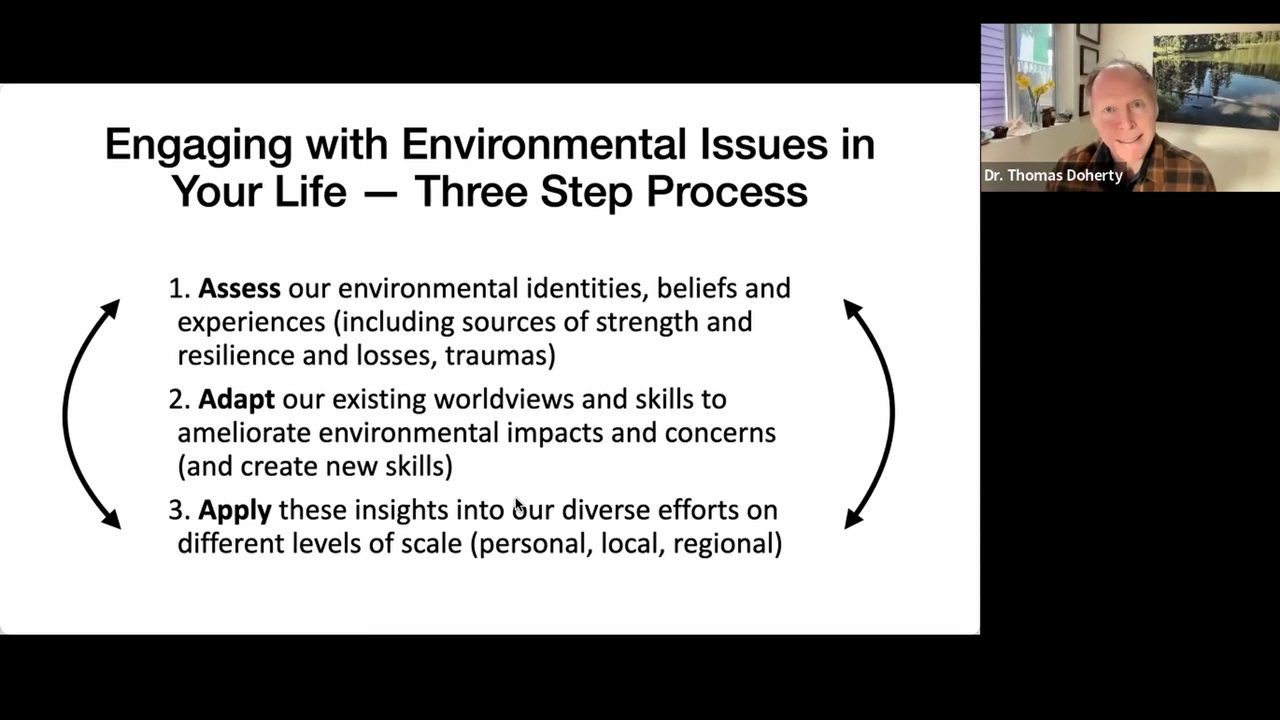 Engaging with Environmental Issues in
Your Life — Three Step Process
1. Assess our environmental identities, beliefs and
experiences (including sources of strength and
resilience and losses, traumas)
2. Adapt our existing worldviews and skills to
ameliorate environmental impacts and concerns
(and create new skills)
3. Apply these insights into our diverse efforts on
different levels of scale (personal, local, regional)
Dr. Thomas Doherty